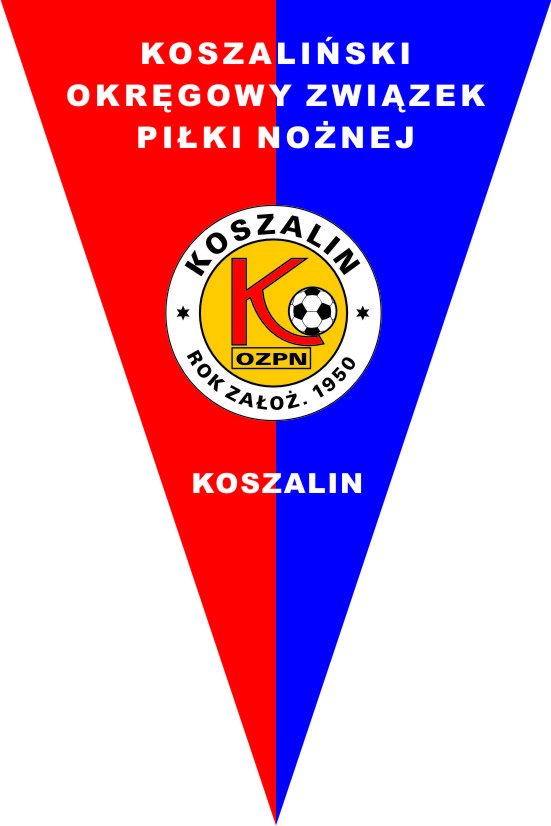 KOSZALIŃSKI
OKRĘGOWY ZWIĄZEK
PIŁKI NOŻNEJ
KOSZALIN
K
OZPN
ROK ZAŁOŻ. 1950
KOSZALIN